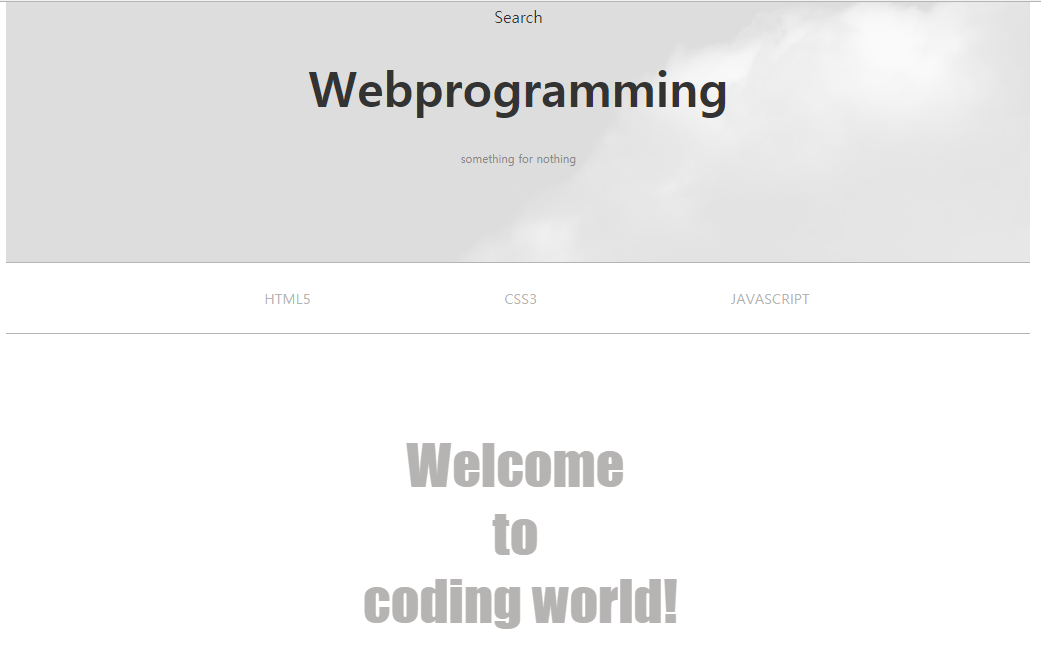 Search
Webprogramming
something for nothing
HTML5 CSS3 JAVASCRIPT
Welcome
to
coding world!